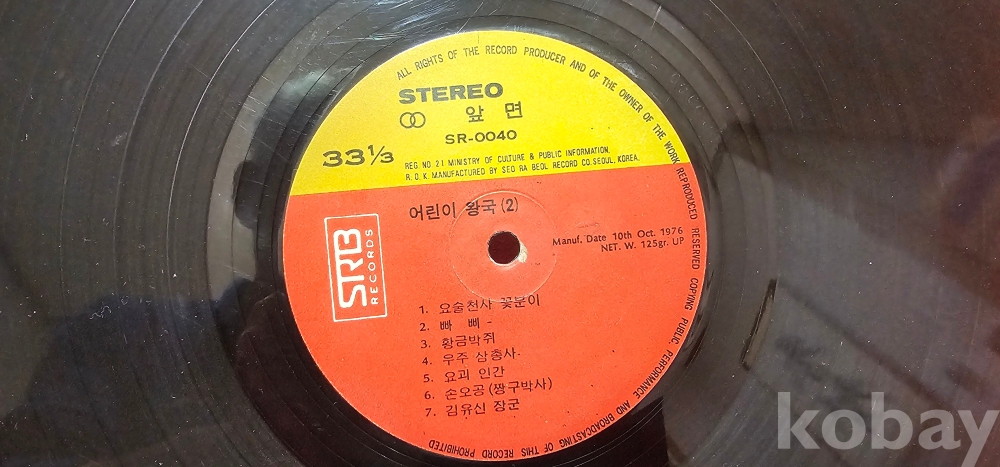 ALL RIGHTS OF THE RECORD PRODUCER AND OF THE OWNER OF THE WORK REPRODUCED RESERVED COPYING PUBLIC. PERFORMANCE AND BROADCASTING OF THIS RECORD PROHIBITED
STEREO
앞 면
SR-0040
33⅓
REG. NO 21 MINISTRY OF CULTURE & PUBLIC INFORMATION.
R. O. K. MANUFACTURED BY SEO RA BEOL RECORD CO. SEOUL, KOREA.
어린이 왕국 (2)
Manuf. Date 10th Oct. 1976
NET. W. 125gr. UP
SRB
RECORDS
1. 요술천사 꽃분이
2. 빠 삐 -
3. 황금박쥐
4. 우주 삼총사.
5. 요괴 인간
6. 손오공 (짱구박사)
7. 김유신 장군
kobay